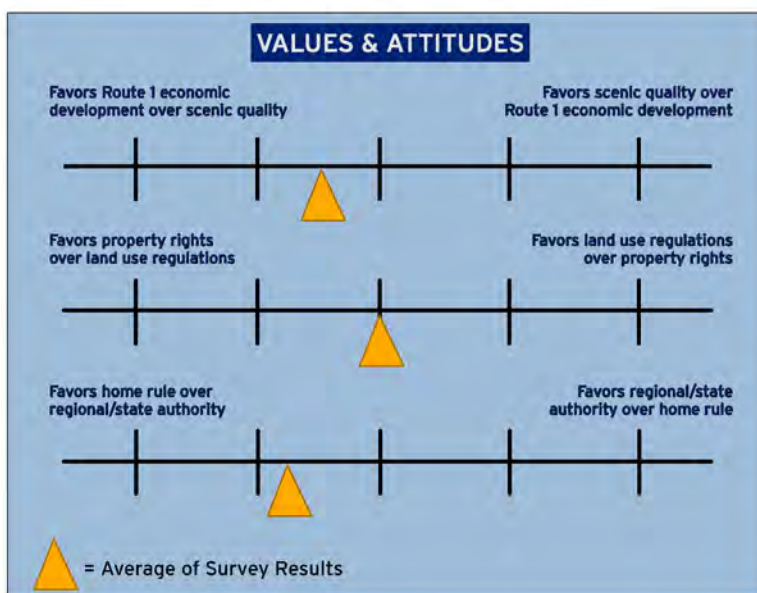 VALUES & ATTITUDES
Favors Route 1 economic
development over scenic quality
Favors scenic quality over
Route 1 economic development
Favors property rights
over land use regulations
Favors land use regulations
over property rights
Favors home rule over
regional/state authority
Favors regional/state
authority over home rule
= Average of Survey Results